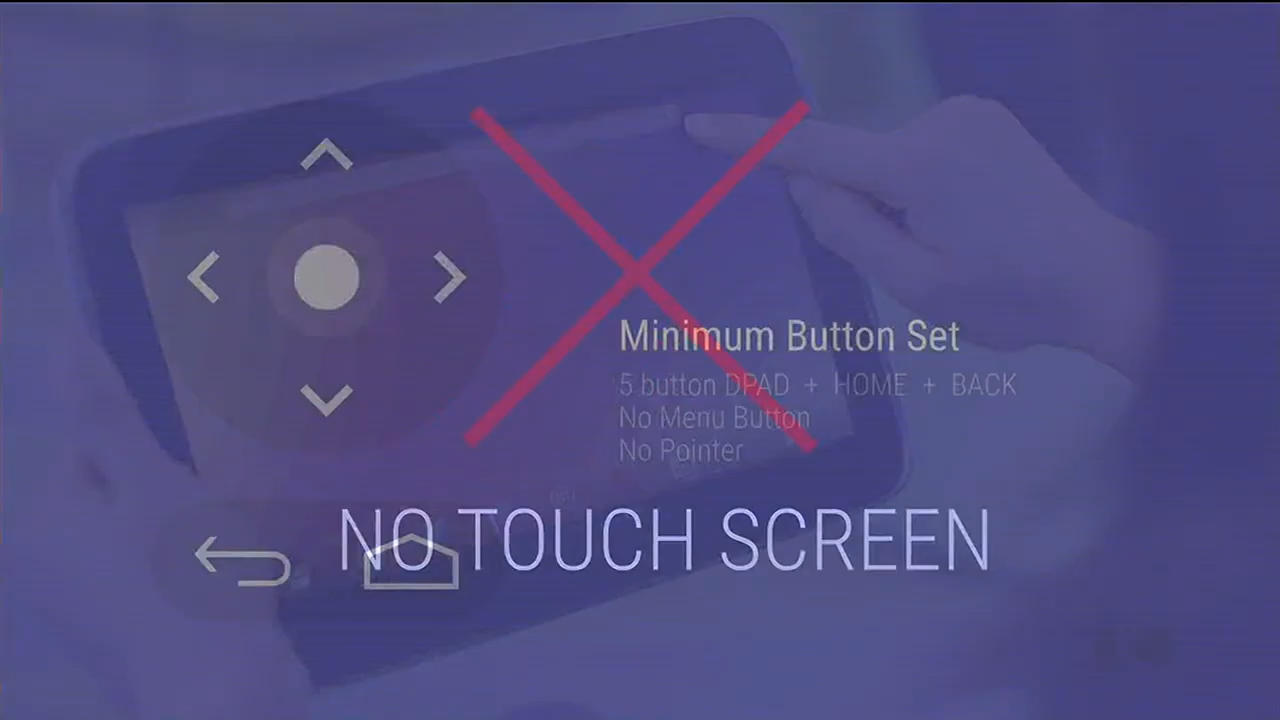 Minimum Button Set
5 button DPAD + HOME + BACK
No Menu Button
No Pointer
NO TOUCH SCREEN